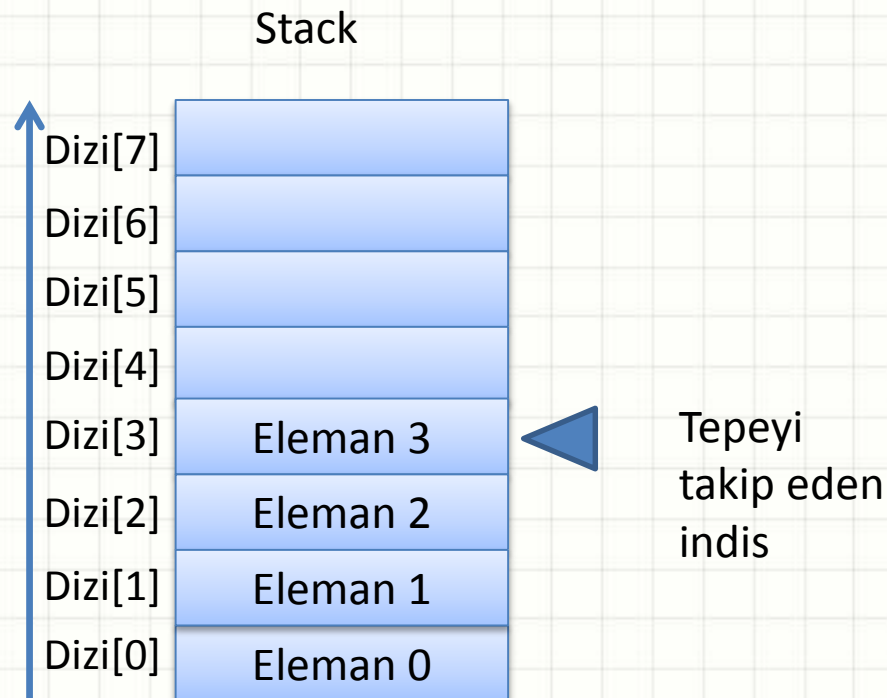 Stack
Dizi[7]
Dizi[6]
Dizi[5]
Dizi[4]
Dizi[3] Eleman 3
Dizi[2] Eleman 2
Dizi[1] Eleman 1
Dizi[0] Eleman 0
Tepeyi
takip eden
indis